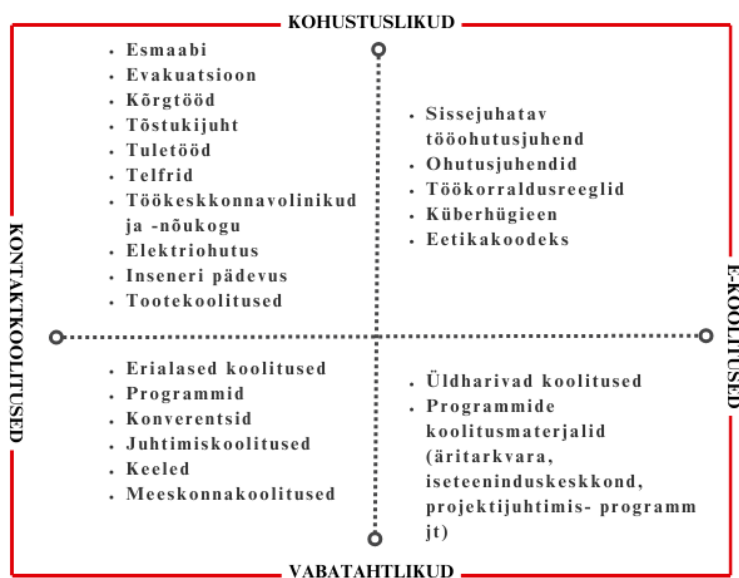 KOHUSTUSLIKUD
Esmaabi
Evakuatsioon
Kõrgtööd
Tõstukijuht
Tuletööd
Telfrid
Töökeskkonnavolinikud
ja -nõukogu
Elektriohutus
Inseneri pädevus
Tootekoolitused
Sissejuhatav
tööohutusjuhend
Ohutusjuhendid
Töökorraldusreeglid
Küberhügieen
Eetikakoodeks
KONTAKTKOOLITUSED
E-KOOLITUSED
Erialased koolitused
Programmid
Konverentsid
Juhtimiskoolitused
Keeled
Meeskonnakoolitused
Üldharivad koolitused
Programmide
koolitusmaterjalid
(äritarkvara,
iseteeninduskeskkond,
projektijuhtimis- programm
jt)
VABATAHTLIKUD